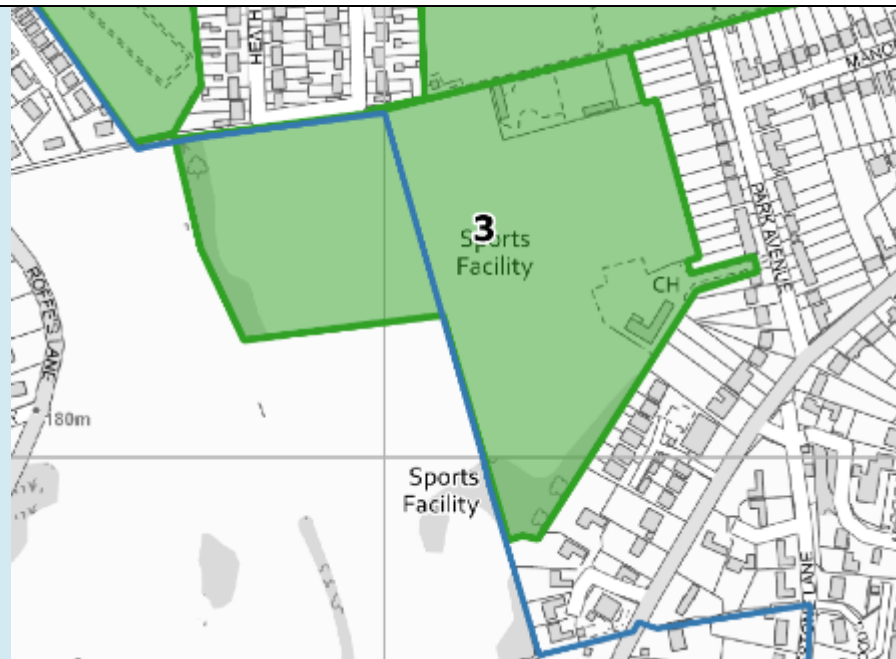 HEATH
MANO
3
Sports
Facility
PARK AVENUE
CH
ROFFE'S LANE
180m
Sports
Facility
LANE